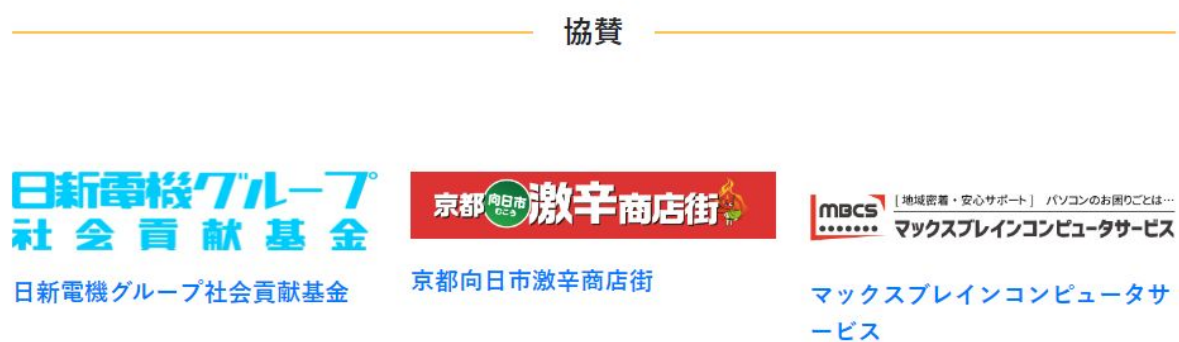 協賛
日新電機グループ
社会貢献基金
日新電機グループ社会貢献基金
京都向日市むこう激辛商店街
京都向日市激辛商店街
MBCS [地域密着・安心サポート] パソコンのお困りごとは…
マックスブレインコンピュータサービス
マックスブレインコンピュータサ
ービス